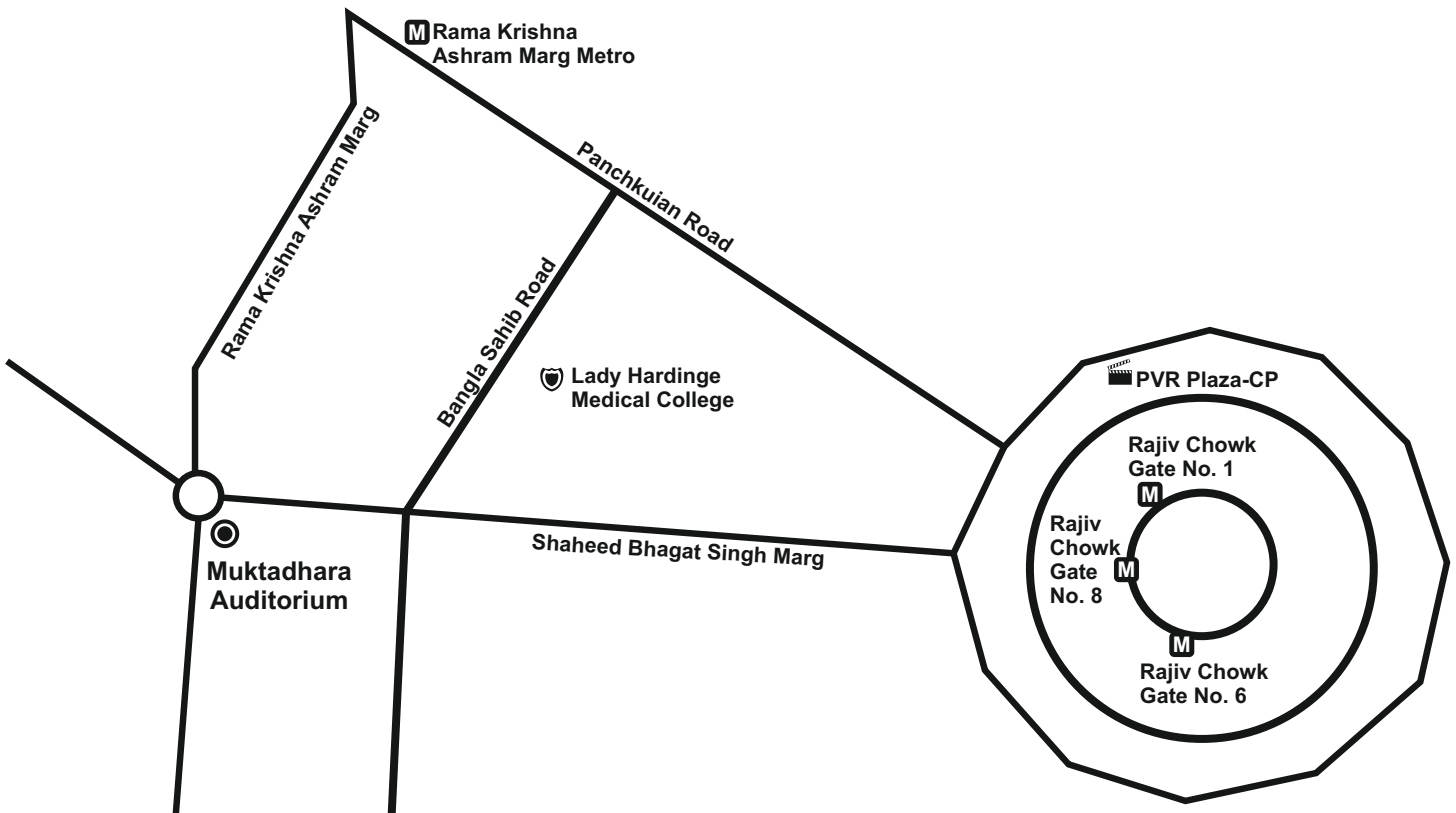 M Rama Krishna
Ashram Marg Metro
Panchkuian Road
Rama Krishna Ashram Marg
Bangla Sahib Road
Lady Hardinge
Medical College
PVR Plaza-CP
Rajiv Chowk
Gate No. 1
M
Rajiv
Chowk
Gate
No. 8
M
Shaheed Bhagat Singh Marg
Muktadhara
Auditorium
M
Rajiv Chowk
Gate No. 6